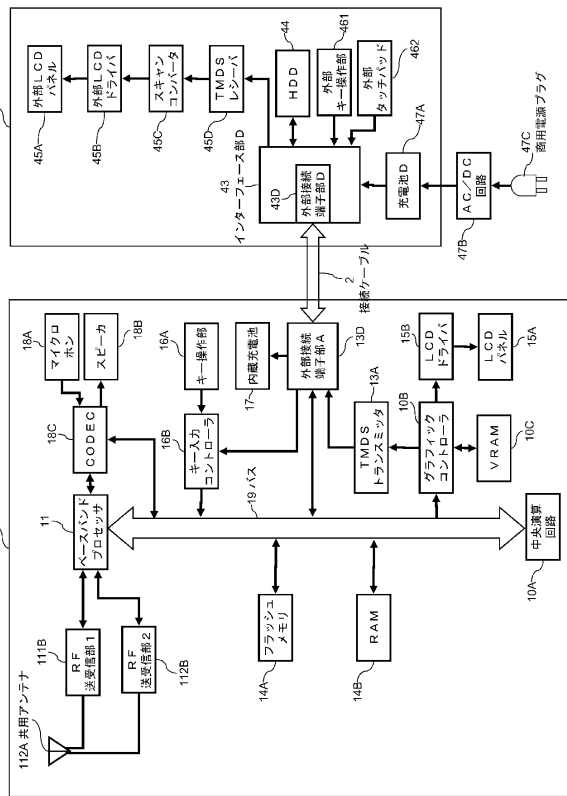 112A 共用アンテナ
111B
RF
送受信部1
RF
送受信部2
112B
11
ベースバンド
プロセッサ
18C
CODEC
18A
マイクロ
ホン
スピーカ
18B
16A
キー操作部
16B
キー入力
コントローラ
17
内蔵充電池
外部接続
端子部A
13D
19 バス
13A
TMDS
トランスミッタ
10B
グラフィック
コントローラ
15B
LCD
ドライバ
LCD
パネル
15A
VRAM
10C
フラッシュ
メモリ
14A
RAM
14B
中央演算
回路
10A
2
接続ケーブル
外部LCD
パネル
45A
外部LCD
ドライバ
45B
スキャン
コンバータ
45C
TMDS
レシーバ
45D
44
HDD
461
外部
キー操作部
462
外部
タッチパッド
43
インターフェース部D
43D
外部接続
端子部D
47A
充電池D
AC/DC
回路
47B
47C
商用電源プラグ